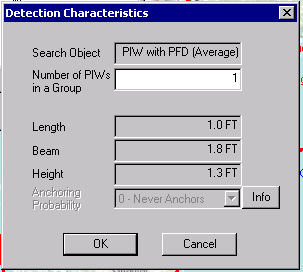 Detection Characteristics
Search Object PIW with PFD (Average)
Number of PIWs 1
in a Group
Length 1.0 FT
Beam 1.8 FT
Height 1.3 FT
Anchoring 0 - Never Anchors Info
Probability
OK Cancel